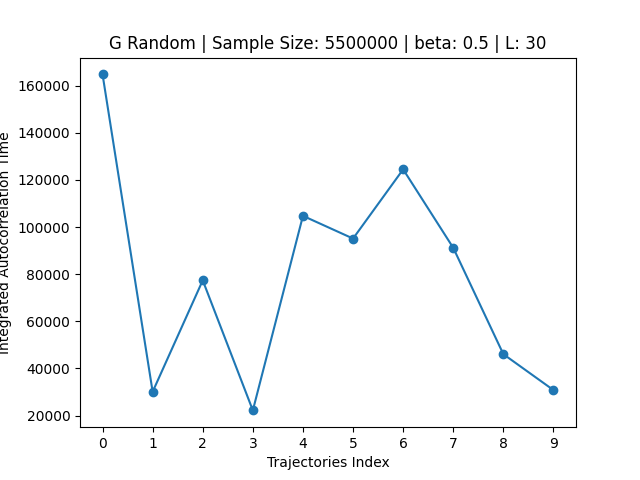 G Random | Sample Size: 5500000 | beta: 0.5 | L: 30
160000
140000
120000
100000
80000
60000
40000
20000
Integrated Autocorrelation Time
0 1 2 3 4 5 6 7 8 9
Trajectories Index